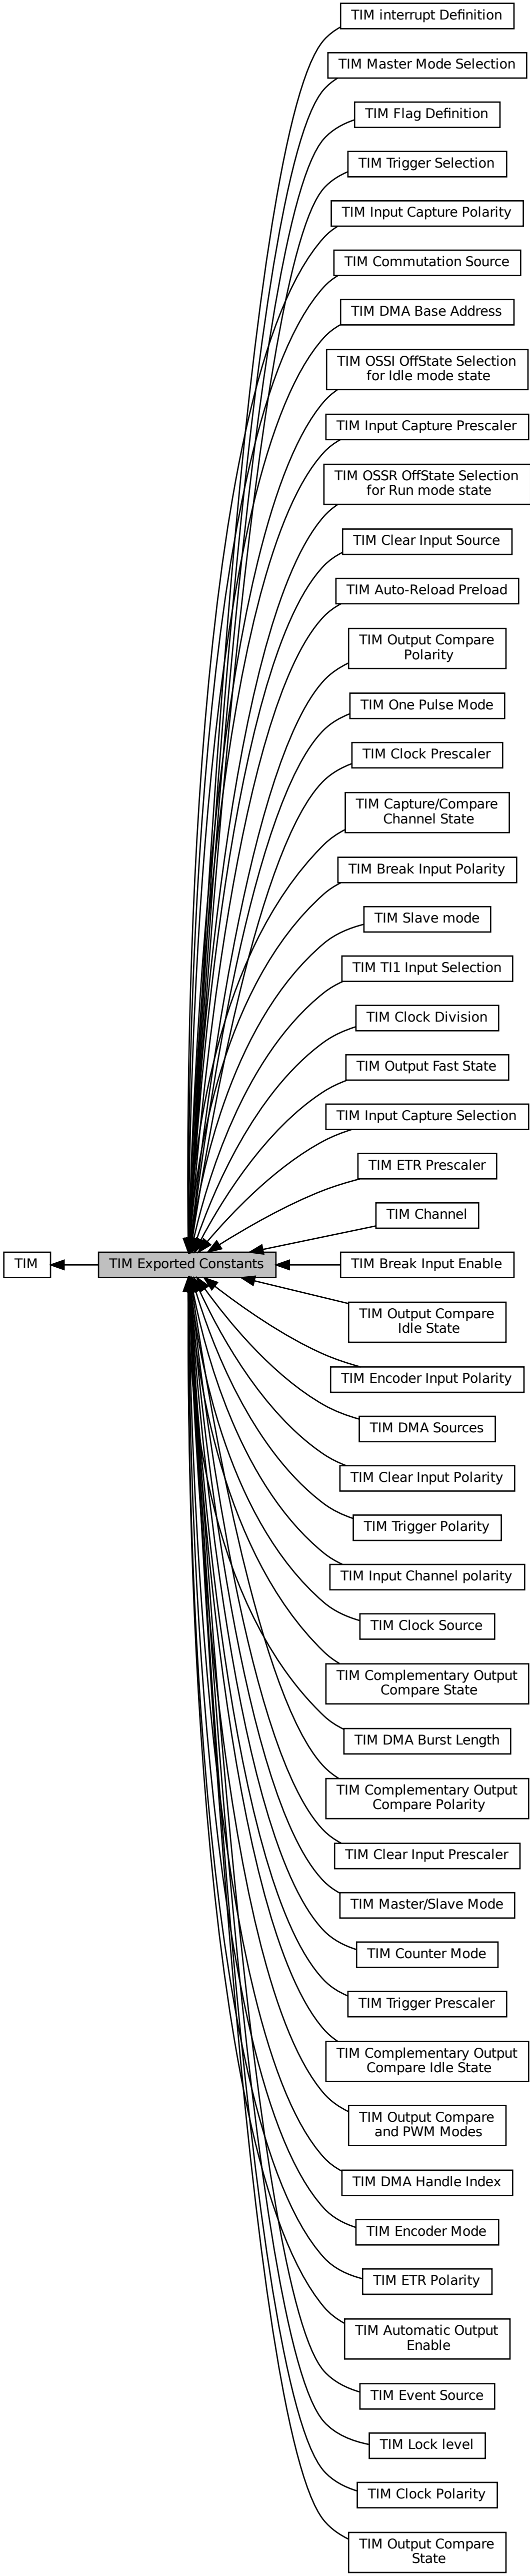 TIM interrupt Definition
TIM Master Mode Selection
TIM Flag Definition
TIM Trigger Selection
TIM Input Capture Polarity
TIM Commutation Source
TIM DMA Base Address
TIM OSSI OffState Selection
for Idle mode state
TIM Input Capture Prescaler
TIM OSSR OffState Selection
for Run mode state
TIM Clear Input Source
TIM Auto-Reload Preload
TIM Output Compare
Polarity
TIM One Pulse Mode
TIM Clock Prescaler
TIM Capture/Compare
Channel State
TIM Break Input Polarity
TIM Slave mode
TIM TI1 Input Selection
TIM Clock Division
TIM Output Fast State
TIM Input Capture Selection
TIM ETR Prescaler
TIM Channel
TIM
TIM Exported Constants
TIM Break Input Enable
TIM Output Compare
Idle State
TIM Encoder Input Polarity
TIM DMA Sources
TIM Clear Input Polarity
TIM Trigger Polarity
TIM Input Channel polarity
TIM Clock Source
TIM Complementary Output
Compare State
TIM DMA Burst Length
TIM Complementary Output
Compare Polarity
TIM Clear Input Prescaler
TIM Master/Slave Mode
TIM Counter Mode
TIM Trigger Prescaler
TIM Complementary Output
Compare Idle State
TIM Output Compare
and PWM Modes
TIM DMA Handle Index
TIM Encoder Mode
TIM ETR Polarity
TIM Automatic Output
Enable
TIM Event Source
TIM Lock level
TIM Clock Polarity
TIM Output Compare
State